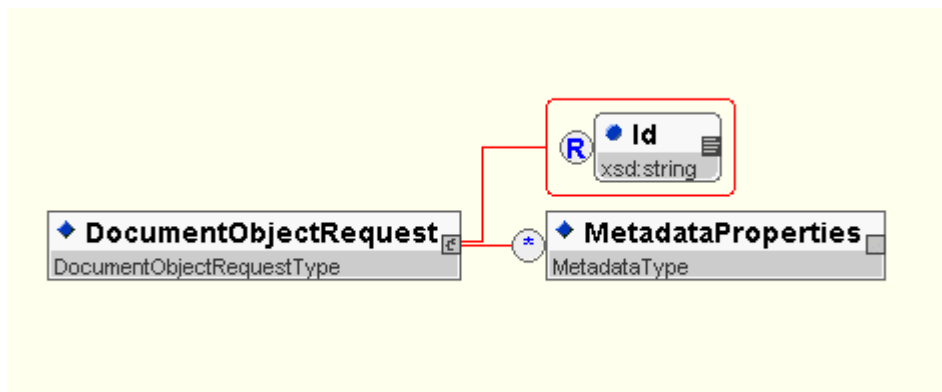 R
Id
xsd:string
DocumentObjectRequest
DocumentObjectRequestType
*
MetadataProperties
MetadataType